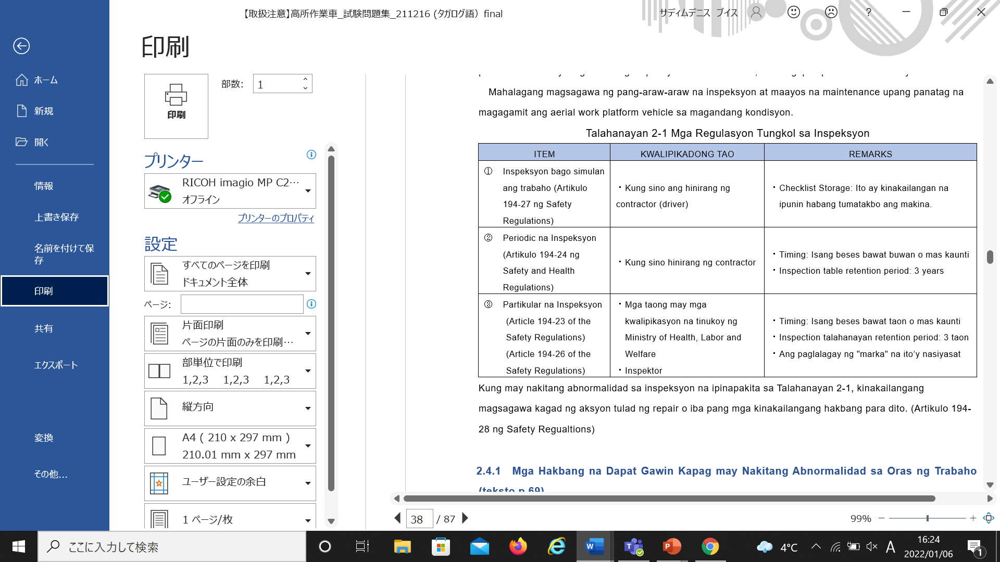 【取扱注意】高所作業車_試験問題集_211216 (タガログ語) final
サディムデニス ブイス
?
印刷
ホーム
新規
開く
情報
上書き保存
名前を付けて保
存
印刷
共有
エクスポート
変換
その他...
印刷
部数:
1
プリンター
RICOH imagio MP C2…
オフライン
プリンターのプロパティ
設定
すべてのページを印刷
ドキュメント全体
ページ:
片面印刷
ページの片面のみを印刷…
部単位で印刷
1,2,3 1,2,3 1,2,3
縦方向
A4 ( 210 x 297 mm )
210.01 mm x 297 mm
ユーザー設定の余白
1 ページ/枚
Mahalagang magsagawa ng pang-araw-araw na inspeksyon at maayos na maintenance upang panatag na
magagamit ang aerial work platform vehicle sa magandang kondisyon.
Talahanayan 2-1 Mga Regulasyon Tungkol sa Inspeksyon
ITEM KWALIPIKADONG TAO REMARKS
① Inspeksyon bago simulan
ang trabaho (Artikulo
194-27 ng Safety
Regulations)
・Kung sino ang hinirang ng
contractor (driver)
・Checklist Storage: Ito ay kinakailangan na
ipunin habang tumatakbo ang makina.
② Periodic na Inspeksyon
(Artikulo 194-24 ng
Safety and Health
Regulations)
・Kung sino hinirang ng contractor
・Timing: Isang beses bawat buwan o mas kaunti
・Inspection table retention period: 3 years
③ Partikular na Inspeksyon
(Article 194-23 of the
Safety Regulations)
(Article 194-26 of the
Safety Regulations)
・Mga taong may mga
kwalipikasyon na tinukoy ng
Ministry of Health, Labor and
Welfare
・Inspektor
・Timing: Isang beses bawat taon o mas kaunti
・Inspection talahanayan retention period: 3 taon
・Ang paglalagay ng "marka" na ito’y nasiyasat
Kung may nakitang abnormalidad sa inspeksyon na ipinapakita sa Talahanayan 2-1, kinakailangang
magsagawa kagad ng aksyon tulad ng repair o iba pang mga kinakailangang hakbang para dito. (Artikulo 194-
28 ng Safety Regualtions)
2.4.1 Mga Hakbang na Dapat Gawin Kapag may Nakitang Abnormalidad sa Oras ng Trabaho
(teksto p.69)
38 / 87
99%
ここに入力して検索
4°C
A
16:24
2022/01/06
1